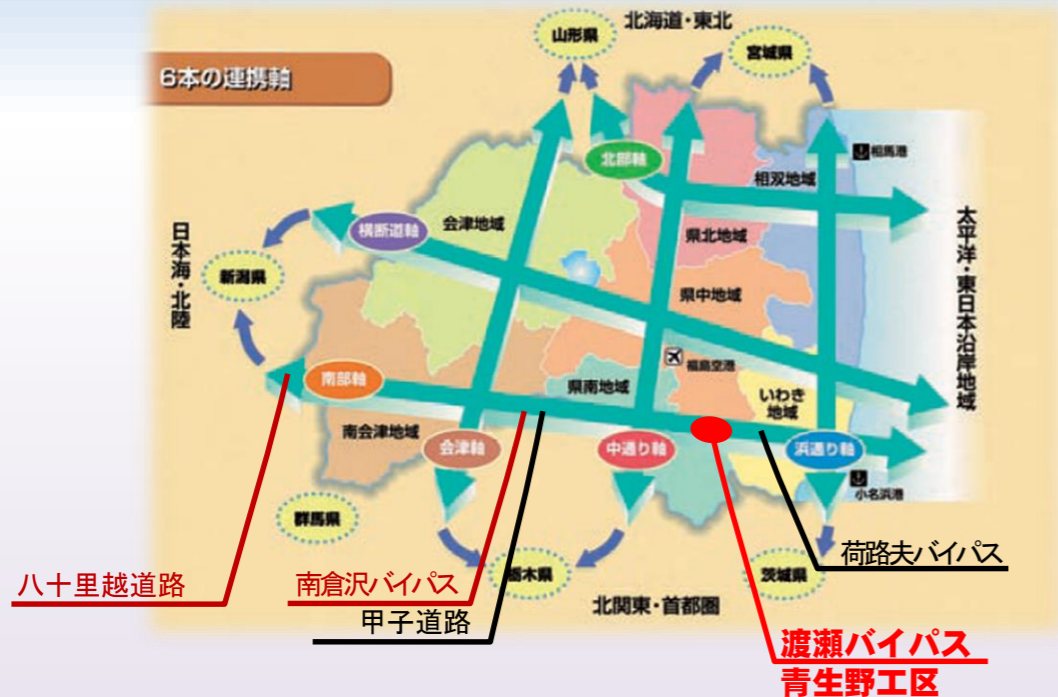 北海道・東北
山形県
宮城県
6本の連携軸
北部軸
相馬港
相双地域
日本海・北陸
横断道軸
会津地域
県北地域
太平洋・東日本沿岸地域
新潟県
県中地域
福島空港
南部軸
県南地域
いわき
地域
南会津地域
会津軸
中通り軸
浜通り軸
小名浜港
群馬県
荷路夫バイパス
八十里越道路
南倉沢バイパス
栃木県
茨城県
甲子道路
北関東・首都圏
渡瀬バイパス
青生野工区